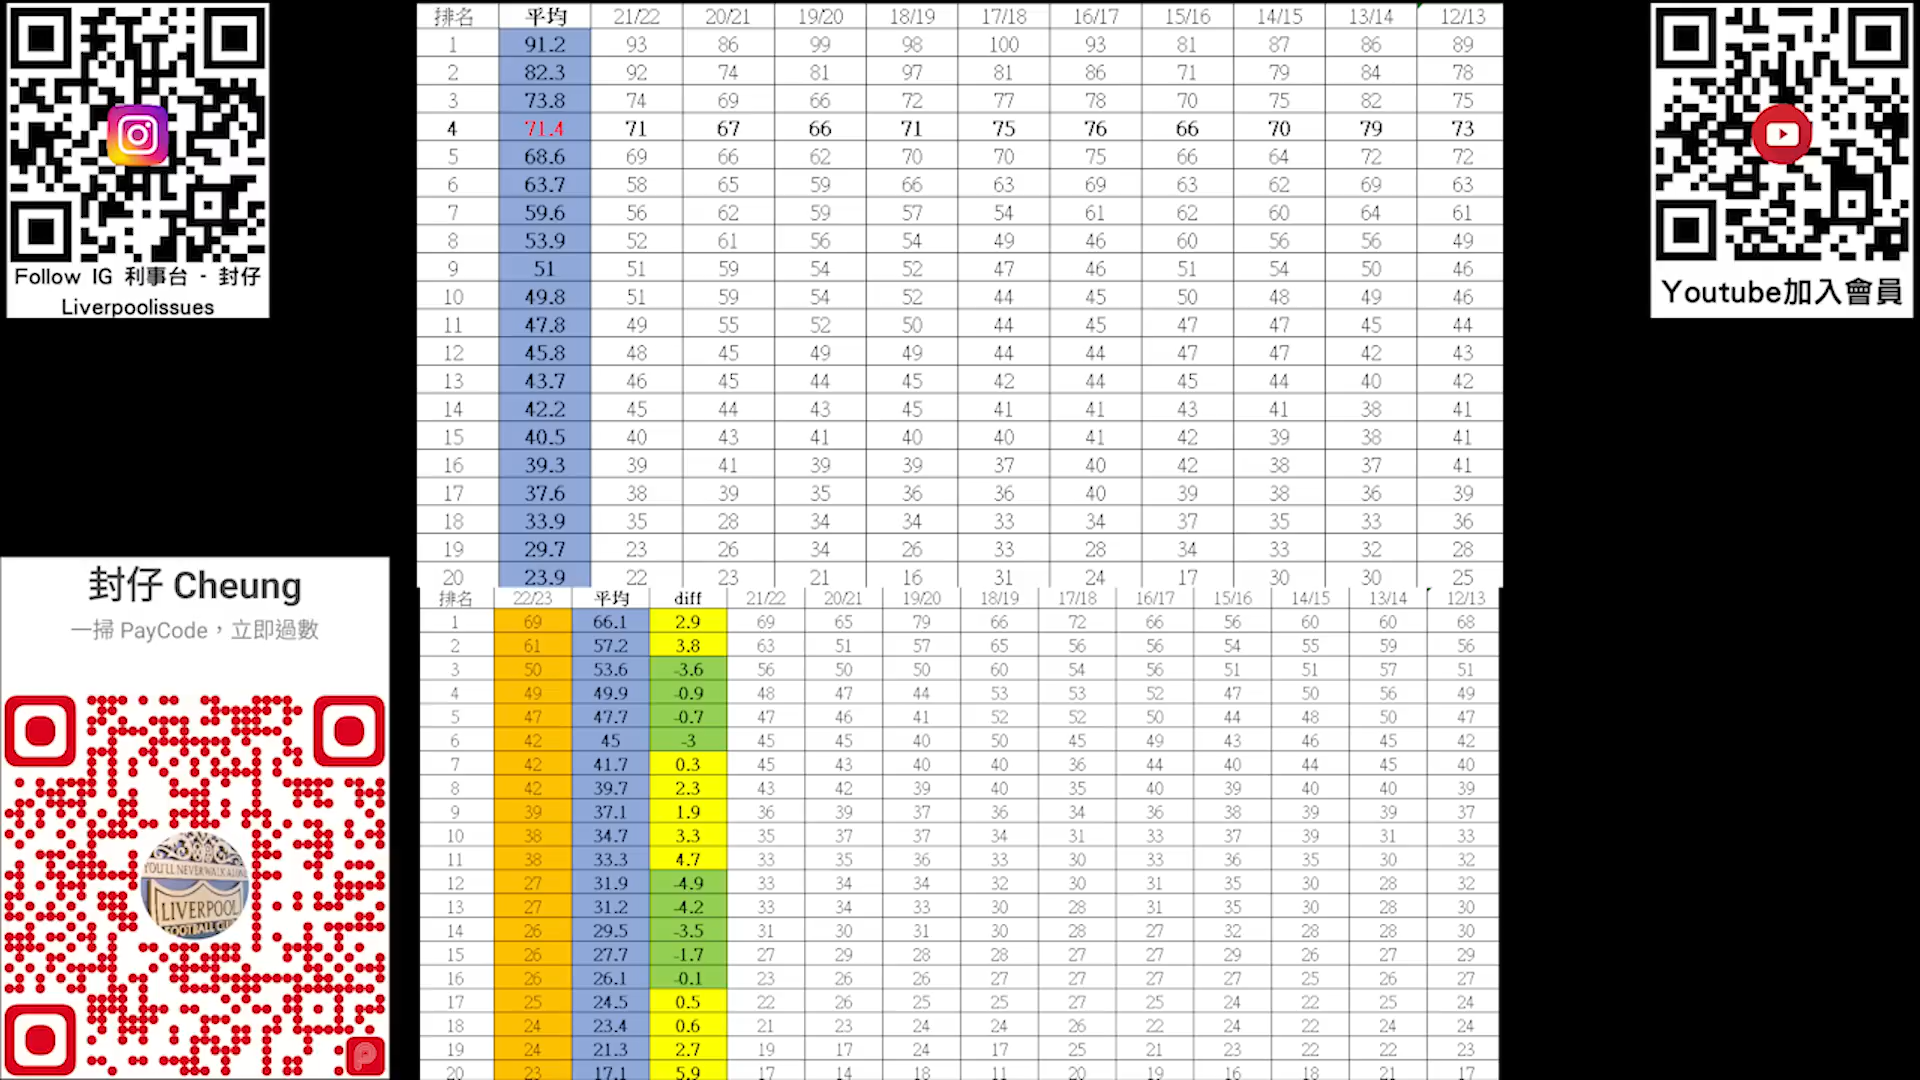 排名 平均 21/22 20/21 19/20 18/19 17/18 16/17 15/16 14/15 13/14 12/13
1 91.2 93 86 99 98 100 93 81 87 86 89
2 82.3 92 74 81 97 81 86 71 79 84 78
3 73.8 74 69 66 72 77 78 70 75 82 75
4 71.4 71 67 66 71 75 76 66 70 79 73
5 68.6 69 66 62 70 70 75 66 64 72 72
6 63.7 58 65 59 66 63 69 63 62 69 63
7 59.6 56 62 59 57 54 61 62 60 64 61
8 53.9 52 61 56 54 49 46 60 56 56 49
9 51 51 59 54 52 47 46 51 54 50 46
10 49.8 51 59 54 52 44 45 50 48 49 46
11 47.8 49 55 52 50 44 45 47 47 45 44
12 45.8 48 45 49 49 44 44 47 47 42 43
13 43.7 46 45 44 45 42 44 45 44 40 42
14 42.2 45 44 43 45 41 41 43 41 38 41
15 40.5 40 43 41 40 40 41 42 39 38 41
16 39.3 39 41 39 39 37 40 42 38 37 41
17 37.6 38 39 35 36 36 40 39 38 36 39
18 33.9 35 28 34 34 33 34 37 35 33 36
19 29.7 23 26 34 26 33 28 34 33 32 28
20 23.9 22 23 21 16 31 24 17 30 30 25
排名 22/23 平均 diff 21/22 20/21 19/20 18/19 17/18 16/17 15/16 14/15 13/14 12/13
1 69 66.1 2.9 69 65 79 66 72 66 56 60 60 68
2 61 57.2 3.8 63 51 57 65 56 56 54 55 59 56
3 50 53.6 -3.6 56 50 50 60 54 56 51 51 57 51
4 49 49.9 -0.9 48 47 44 53 53 52 47 50 56 49
5 47 47.7 -0.7 47 46 41 52 52 50 44 48 50 47
6 42 45 -3 45 45 40 50 45 49 43 46 45 42
7 42 41.7 0.3 45 43 40 40 36 44 40 44 45 40
8 42 39.7 2.3 43 42 39 40 35 40 39 40 40 39
9 39 37.1 1.9 36 39 37 36 34 36 38 39 39 37
10 38 34.7 3.3 35 37 37 34 31 33 37 39 31 33
11 38 33.3 4.7 33 35 36 33 30 33 36 35 30 32
12 27 31.9 -4.9 33 34 34 32 30 31 35 30 28 32
13 27 31.2 -4.2 33 34 33 30 28 31 35 30 28 30
14 26 29.5 -3.5 31 30 31 30 28 27 32 28 28 30
15 26 27.7 -1.7 27 29 28 28 27 27 29 26 27 29
16 26 26.1 -0.1 23 26 26 27 27 27 27 25 26 27
17 25 24.5 0.5 22 26 25 25 27 25 24 22 25 24
18 24 23.4 0.6 21 23 24 24 26 22 24 22 24 24
19 24 21.3 2.7 19 17 24 17 25 21 23 22 22 23
20 23 17.1 5.9 17 14 18 11 20 19 16 18 21 17
Follow IG 利事台 - 封仔
Liverpoolissues
Youtube加入會員
封仔 Cheung
一掃 PayCode，立即過數
YOU'LL NEVER WALK ALONE
LIVERPOOL
FOOTBALL CLUB